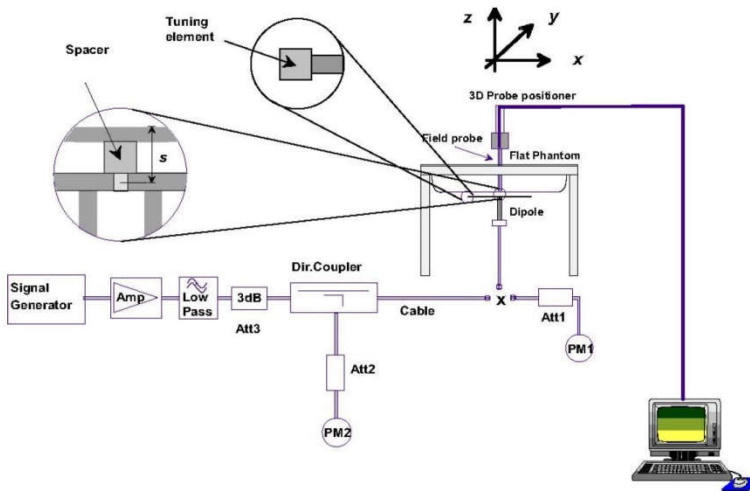 Tuning
element
Spacer
s
z
y
x
3D Probe positioner
Field probe
Flat Phantom
Dipole
Signal
Generator
Amp
Low
Pass
3dB
Att3
Dir.Coupler
Cable
x
Att1
PM1
Att2
PM2